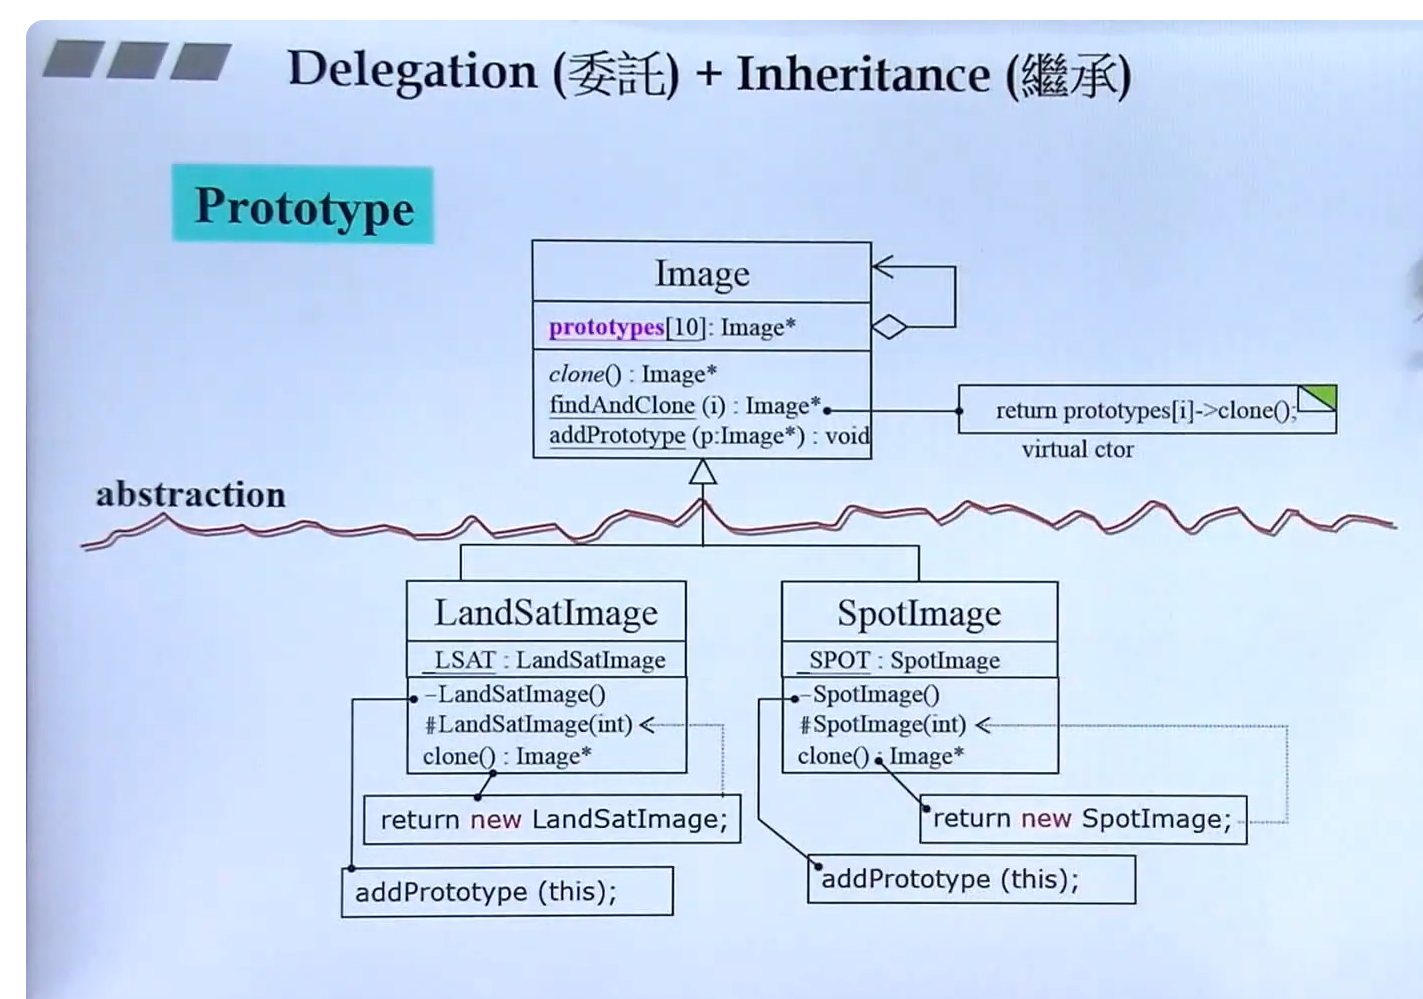 Delegation (委託) + Inheritance (繼承)
Prototype
Image
prototypes[10]: Image*
clone() : Image*
findAndClone (i) : Image*
addPrototype (p:Image*) : void
return prototypes[i]->clone();
virtual ctor
abstraction
LandSatImage
_LSAT : LandSatImage
-LandSatImage()
#LandSatImage(int)
clone() : Image*
return new LandSatImage;
addPrototype (this);
SpotImage
_SPOT : SpotImage
-SpotImage()
#SpotImage(int)
clone() : Image*
return new SpotImage;
addPrototype (this);